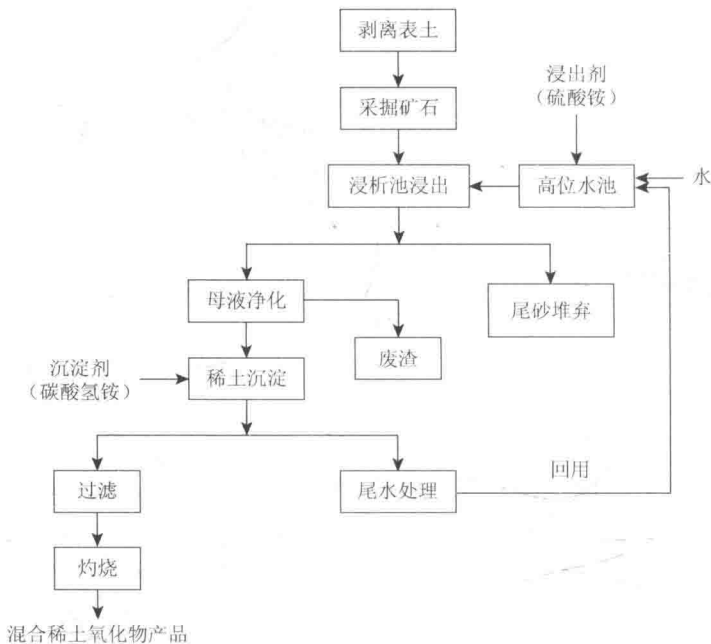 剥离表土
采掘矿石
浸出剂
（硫酸铵）
浸析池浸出
高位水池
水
母液净化
尾砂堆弃
废渣
沉淀剂
（碳酸氢铵）
稀土沉淀
过滤
尾水处理
回用
灼烧
混合稀土氧化物产品